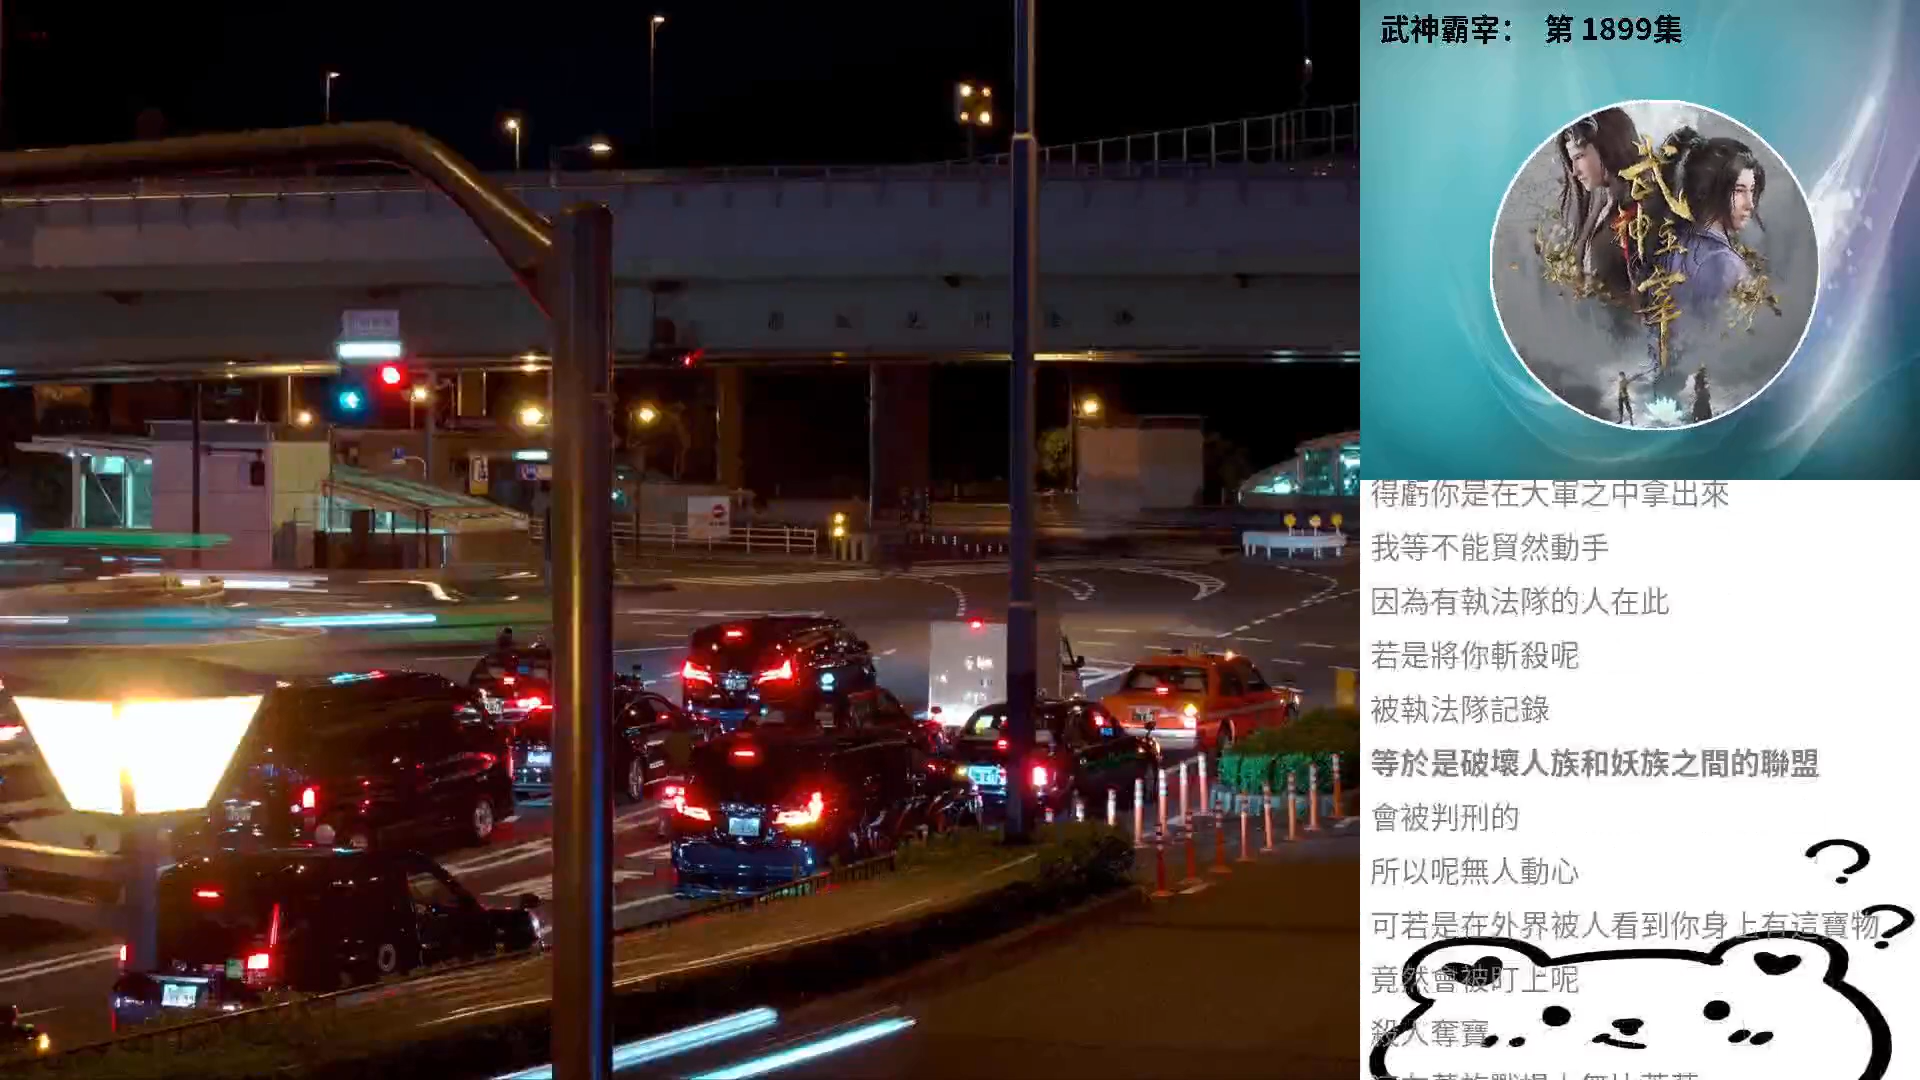 武神霸宰： 第 1899集
武神主宰
得虧你是在大軍之中拿出來
我等不能貿然動手
因為有執法隊的人在此
若是將你斬殺呢
被執法隊記錄
等於是破壞人族和妖族之間的聯盟
會被判刑的
所以呢無人動心
可若是在外界被人看到你身上有這寶物
竟然會被盯上呢
殺人奪寶